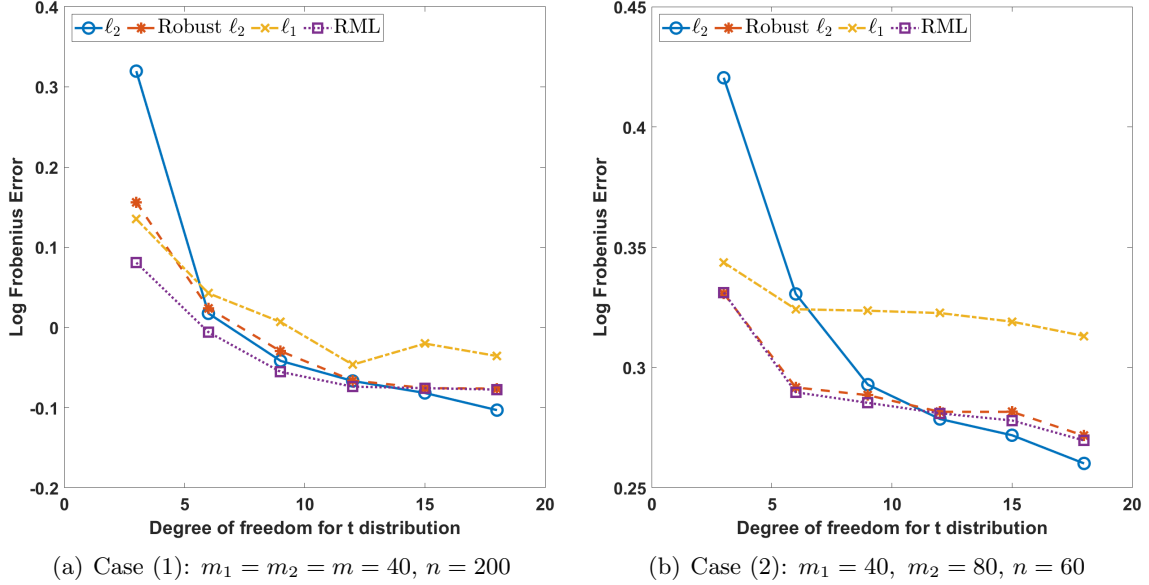 ℓ₂ Robust ℓ₂ ℓ₁ RML
0.4
0.3
0.2
0.1
0
-0.1
-0.2
Log Frobenius Error
0 5 10 15 20
Degree of freedom for t distribution
(a) Case (1): m₁ = m₂ = m = 40, n = 200
ℓ₂ Robust ℓ₂ ℓ₁ RML
0.45
0.4
0.35
0.3
0.25
Log Frobenius Error
0 5 10 15 20
Degree of freedom for t distribution
(b) Case (2): m₁ = 40, m₂ = 80, n = 60